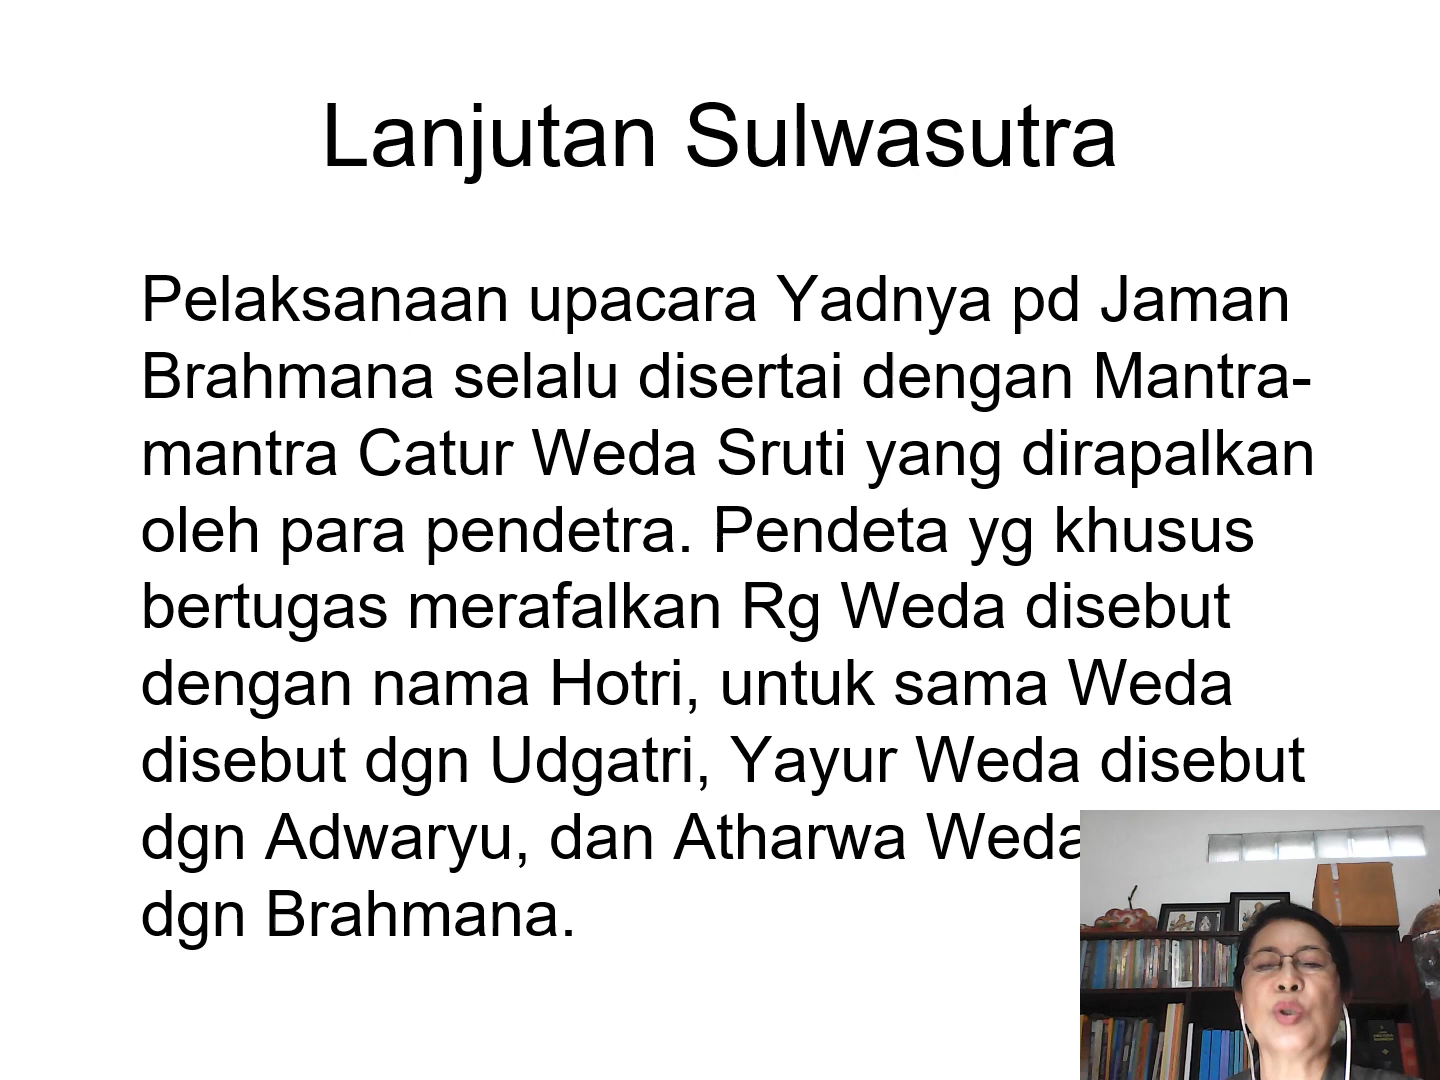 Lanjutan Sulwasutra
Pelaksanaan upacara Yadnya pd Jaman
Brahmana selalu disertai dengan Mantra-
mantra Catur Weda Sruti yang dirapalkan
oleh para pendetra. Pendeta yg khusus
bertugas merafalkan Rg Weda disebut
dengan nama Hotri, untuk sama Weda
disebut dgn Udgatri, Yayur Weda disebut
dgn Adwaryu, dan Atharwa Weda
dgn Brahmana.